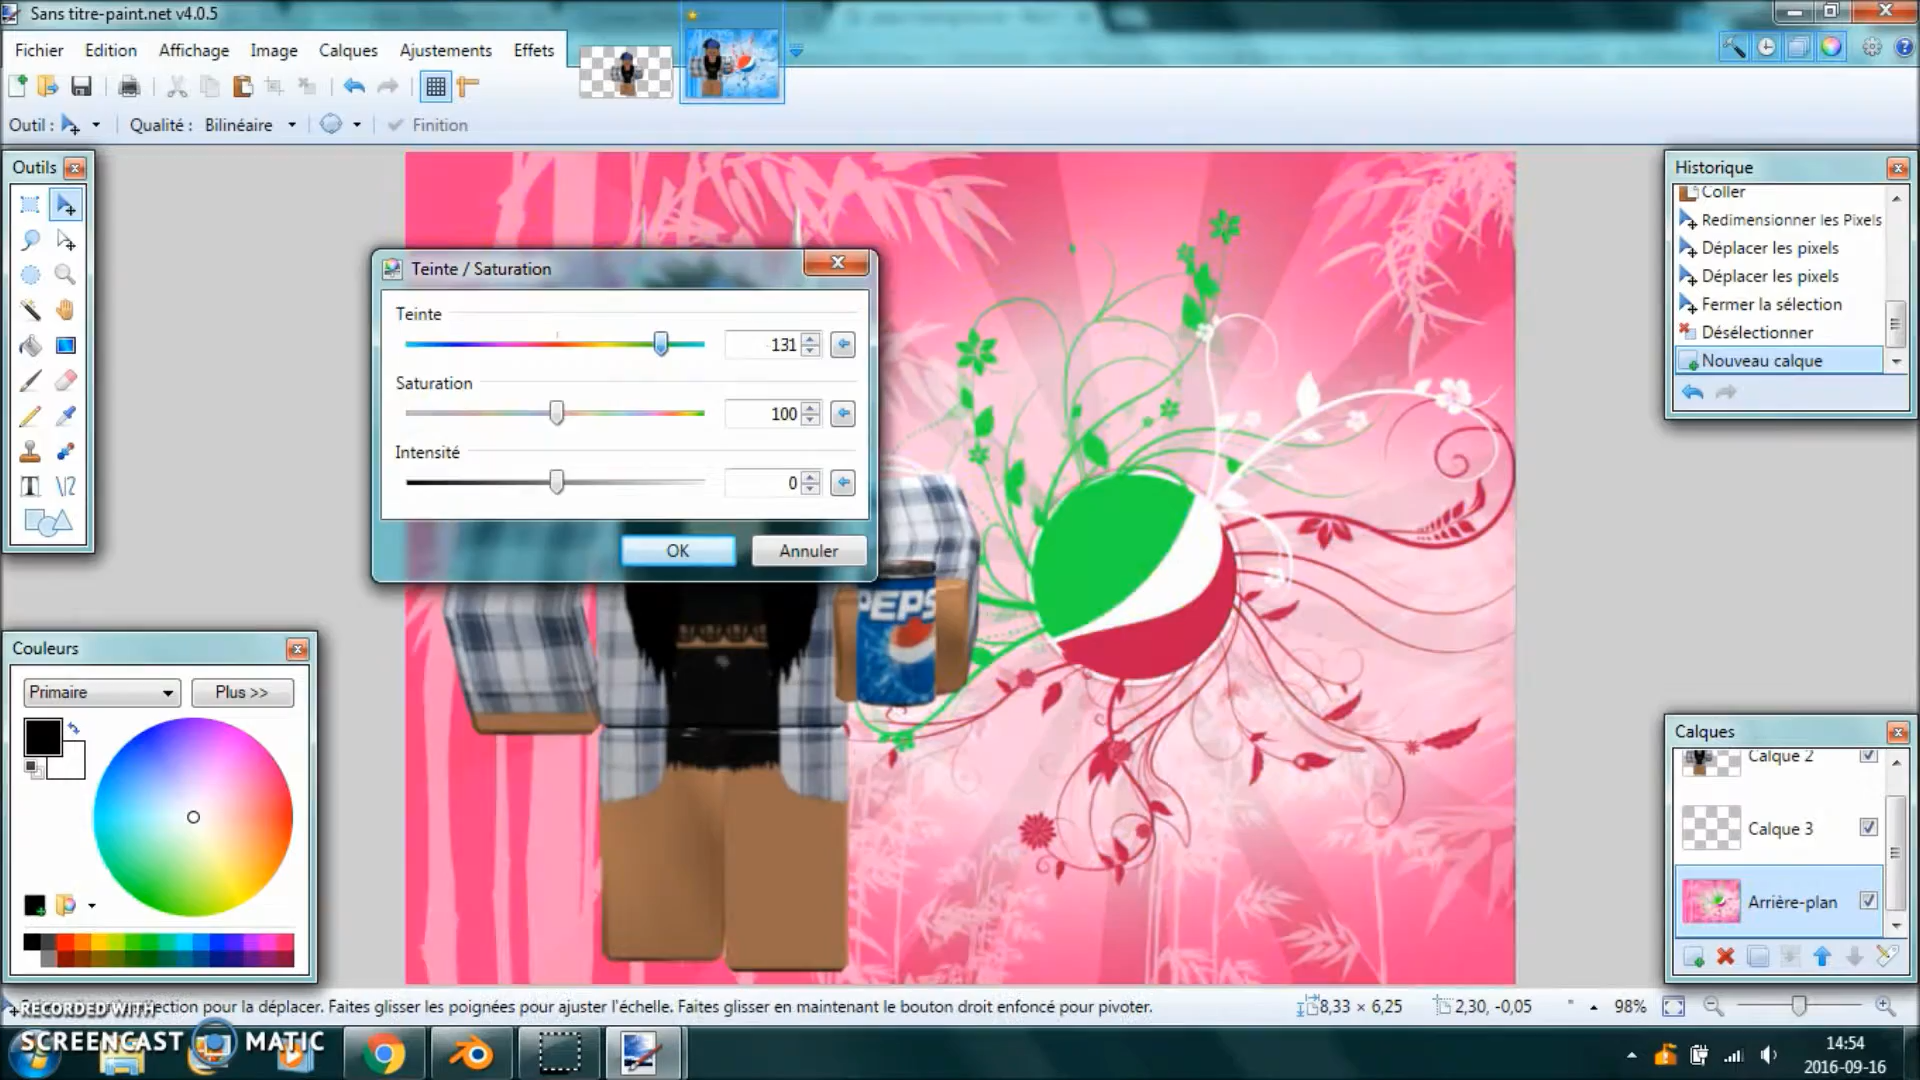 Sans titre-paint.net v4.0.5
Fichier Edition Affichage Image Calques Ajustements Effets
Outil : Qualité : Bilinéaire Finition
Outils
Historique
Coller
Redimensionner les Pixels
Déplacer les pixels
Déplacer les pixels
Fermer la sélection
Désélectionner
Nouveau calque
Teinte / Saturation
Teinte
131
Saturation
100
Intensité
0
OK Annuler
PEPS
Couleurs
Primaire Plus >>
Calques
Calque 2
Calque 3
Arrière-plan
pour la déplacer. Faites glisser les poignées pour ajuster l'échelle. Faites glisser en maintenant le bouton droit enfoncé pour pivoter.
8,33 × 6,25 2,30, -0,05 " 98%
RECORDED WITH
SCREENCAST MATIC
14:54
2016-09-16